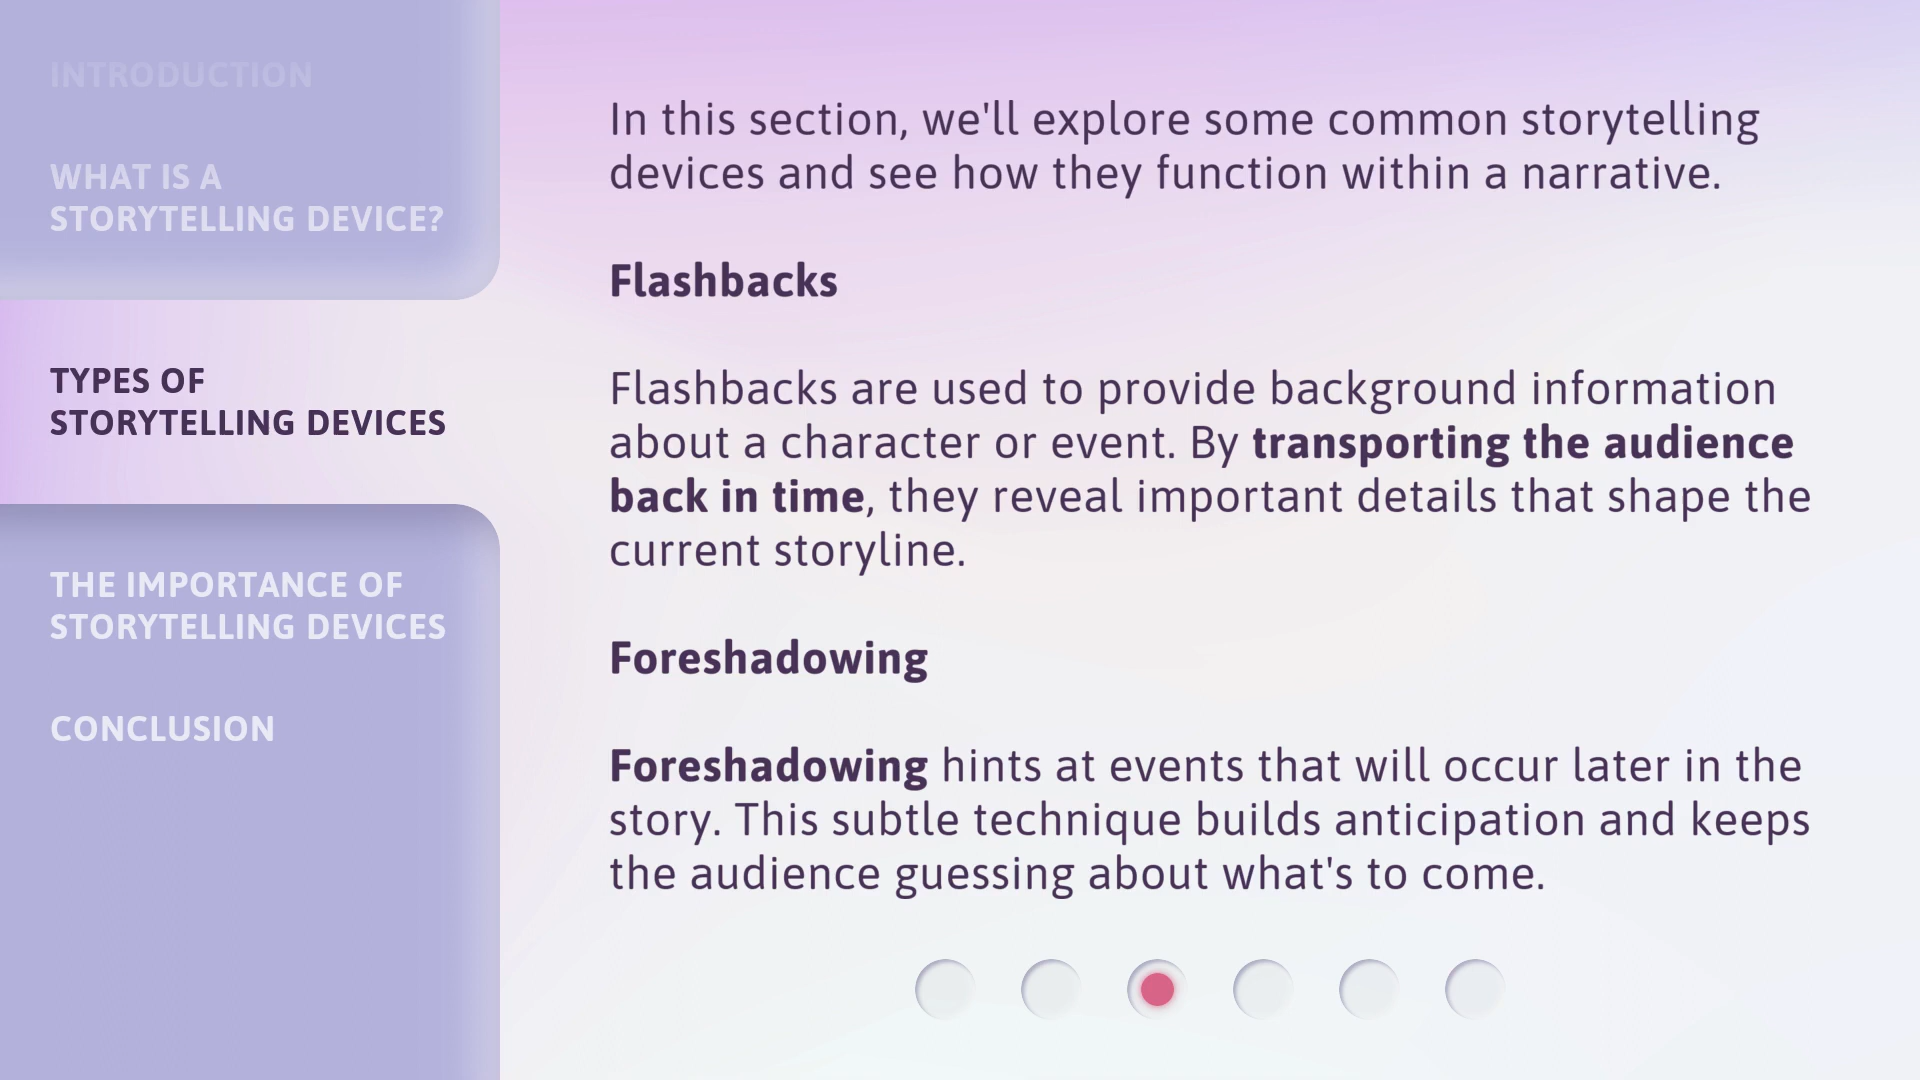 INTRODUCTION
WHAT IS A
STORYTELLING DEVICE?
TYPES OF
STORYTELLING DEVICES
THE IMPORTANCE OF
STORYTELLING DEVICES
CONCLUSION
In this section, we'll explore some common storytelling
devices and see how they function within a narrative.
Flashbacks
Flashbacks are used to provide background information
about a character or event. By transporting the audience
back in time, they reveal important details that shape the
current storyline.
Foreshadowing
Foreshadowing hints at events that will occur later in the
story. This subtle technique builds anticipation and keeps
the audience guessing about what's to come.